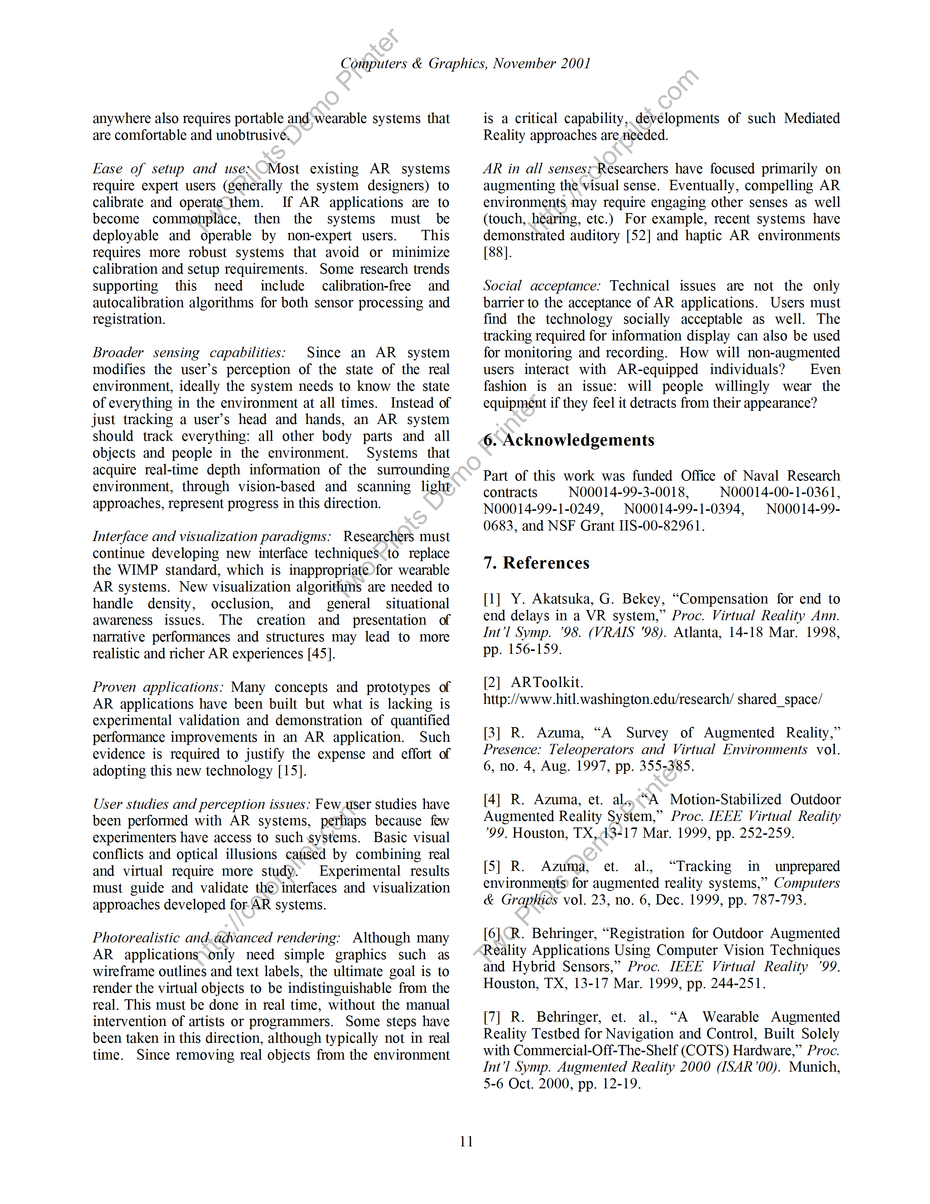 Computers & Graphics, November 2001
anywhere also requires portable and wearable systems that
are comfortable and unobtrusive.
Ease of setup and use: Most existing AR systems
require expert users (generally the system designers) to
calibrate and operate them. If AR applications are to
become commonplace, then the systems must be
deployable and operable by non-expert users. This
requires more robust systems that avoid or minimize
calibration and setup requirements. Some research trends
supporting this need include calibration-free and
autocalibration algorithms for both sensor processing and
registration.
Broader sensing capabilities: Since an AR system
modifies the user's perception of the state of the real
environment, ideally the system needs to know the state
of everything in the environment at all times. Instead of
just tracking a user's head and hands, an AR system
should track everything: all other body parts and all
objects and people in the environment. Systems that
acquire real-time depth information of the surrounding
environment, through vision-based and scanning light
approaches, represent progress in this direction.
Interface and visualization paradigms: Researchers must
continue developing new interface techniques to replace
the WIMP standard, which is inappropriate for wearable
AR systems. New visualization algorithms are needed to
handle density, occlusion, and general situational
awareness issues. The creation and presentation of
narrative performances and structures may lead to more
realistic and richer AR experiences [45].
Proven applications: Many concepts and prototypes of
AR applications have been built but what is lacking is
experimental validation and demonstration of quantified
performance improvements in an AR application. Such
evidence is required to justify the expense and effort of
adopting this new technology [15].
User studies and perception issues: Few user studies have
been performed with AR systems, perhaps because few
experimenters have access to such systems. Basic visual
conflicts and optical illusions caused by combining real
and virtual require more study. Experimental results
must guide and validate the interfaces and visualization
approaches developed for AR systems.
Photorealistic and advanced rendering: Although many
AR applications only need simple graphics such as
wireframe outlines and text labels, the ultimate goal is to
render the virtual objects to be indistinguishable from the
real. This must be done in real time, without the manual
intervention of artists or programmers. Some steps have
been taken in this direction, although typically not in real
time. Since removing real objects from the environment
is a critical capability, developments of such Mediated
Reality approaches are needed.
AR in all senses: Researchers have focused primarily on
augmenting the visual sense. Eventually, compelling AR
environments may require engaging other senses as well
(touch, hearing, etc.) For example, recent systems have
demonstrated auditory [52] and haptic AR environments
[88].
Social acceptance: Technical issues are not the only
barrier to the acceptance of AR applications. Users must
find the technology socially acceptable as well. The
tracking required for information display can also be used
for monitoring and recording. How will non-augmented
users interact with AR-equipped individuals? Even
fashion is an issue: will people willingly wear the
equipment if they feel it detracts from their appearance?
6. Acknowledgements
Part of this work was funded Office of Naval Research
contracts N00014-99-3-0018, N00014-00-1-0361,
N00014-99-1-0249, N00014-99-1-0394, N00014-99-
0683, and NSF Grant IIS-00-82961.
7. References
[1] Y. Akatsuka, G. Bekey, “Compensation for end to
end delays in a VR system,” Proc. Virtual Reality Ann.
Int’l Symp. ’98. (VRAIS '98). Atlanta, 14-18 Mar. 1998,
pp. 156-159.
[2] ARToolkit.
http://www.hitl.washington.edu/research/ shared_space/
[3] R. Azuma, “A Survey of Augmented Reality,”
Presence: Teleoperators and Virtual Environments vol.
6, no. 4, Aug. 1997, pp. 355-385.
[4] R. Azuma, et. al., “A Motion-Stabilized Outdoor
Augmented Reality System,” Proc. IEEE Virtual Reality
’99. Houston, TX, 13-17 Mar. 1999, pp. 252-259.
[5] R. Azuma, et. al., “Tracking in unprepared
environments for augmented reality systems,” Computers
& Graphics vol. 23, no. 6, Dec. 1999, pp. 787-793.
[6] R. Behringer, “Registration for Outdoor Augmented
Reality Applications Using Computer Vision Techniques
and Hybrid Sensors,” Proc. IEEE Virtual Reality ’99.
Houston, TX, 13-17 Mar. 1999, pp. 244-251.
[7] R. Behringer, et. al., “A Wearable Augmented
Reality Testbed for Navigation and Control, Built Solely
with Commercial-Off-The-Shelf (COTS) Hardware,” Proc.
Int’l Symp. Augmented Reality 2000 (ISAR’00). Munich,
5-6 Oct. 2000, pp. 12-19.
11
Two Pilots Demo Printer
http://colorpilot.com
Two Pilots Demo Printer
http://colorpilot.com
Two Pilots Demo Printer